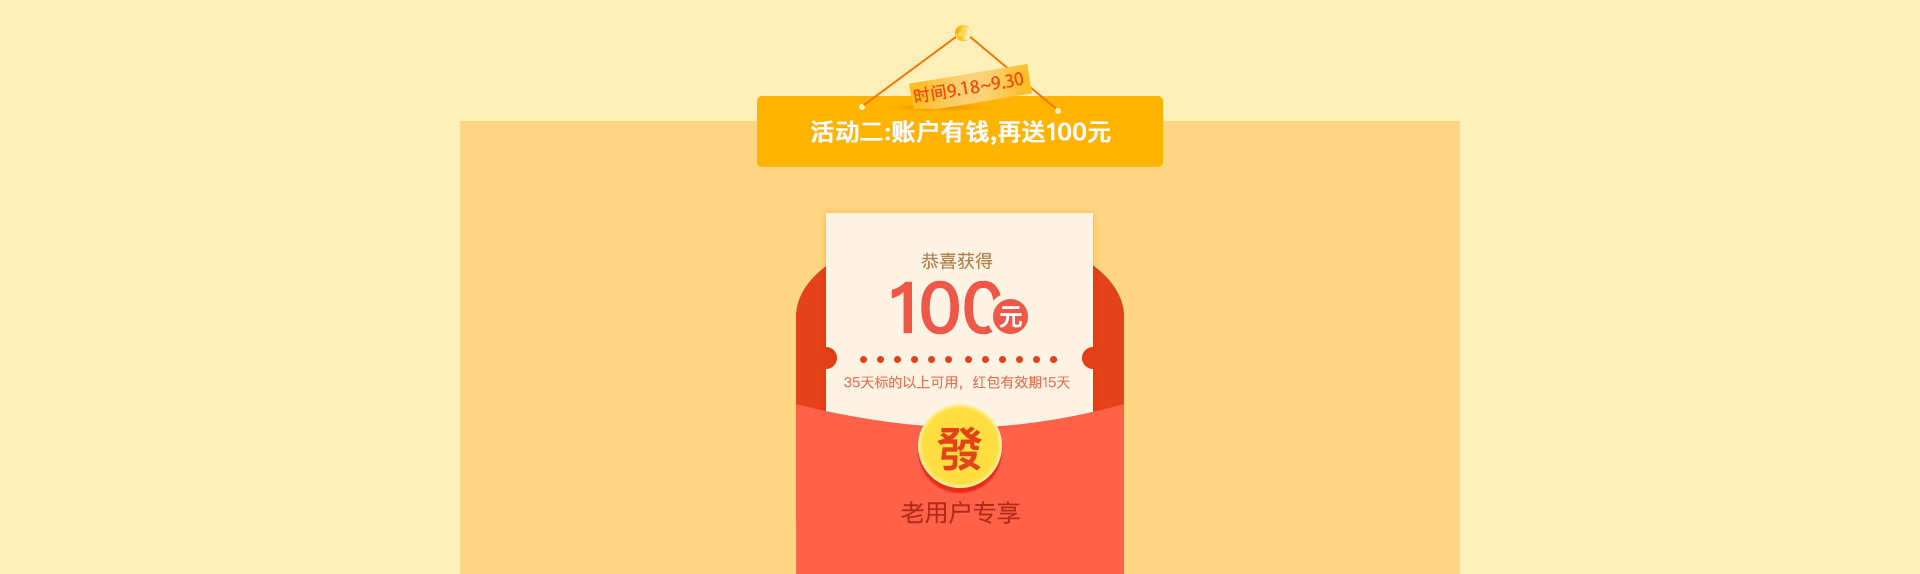 时间9.18~9.30
活动二:账户有钱,再送100元
恭喜获得
100元
35天标的以上可用，红包有效期15天
發
老用户专享